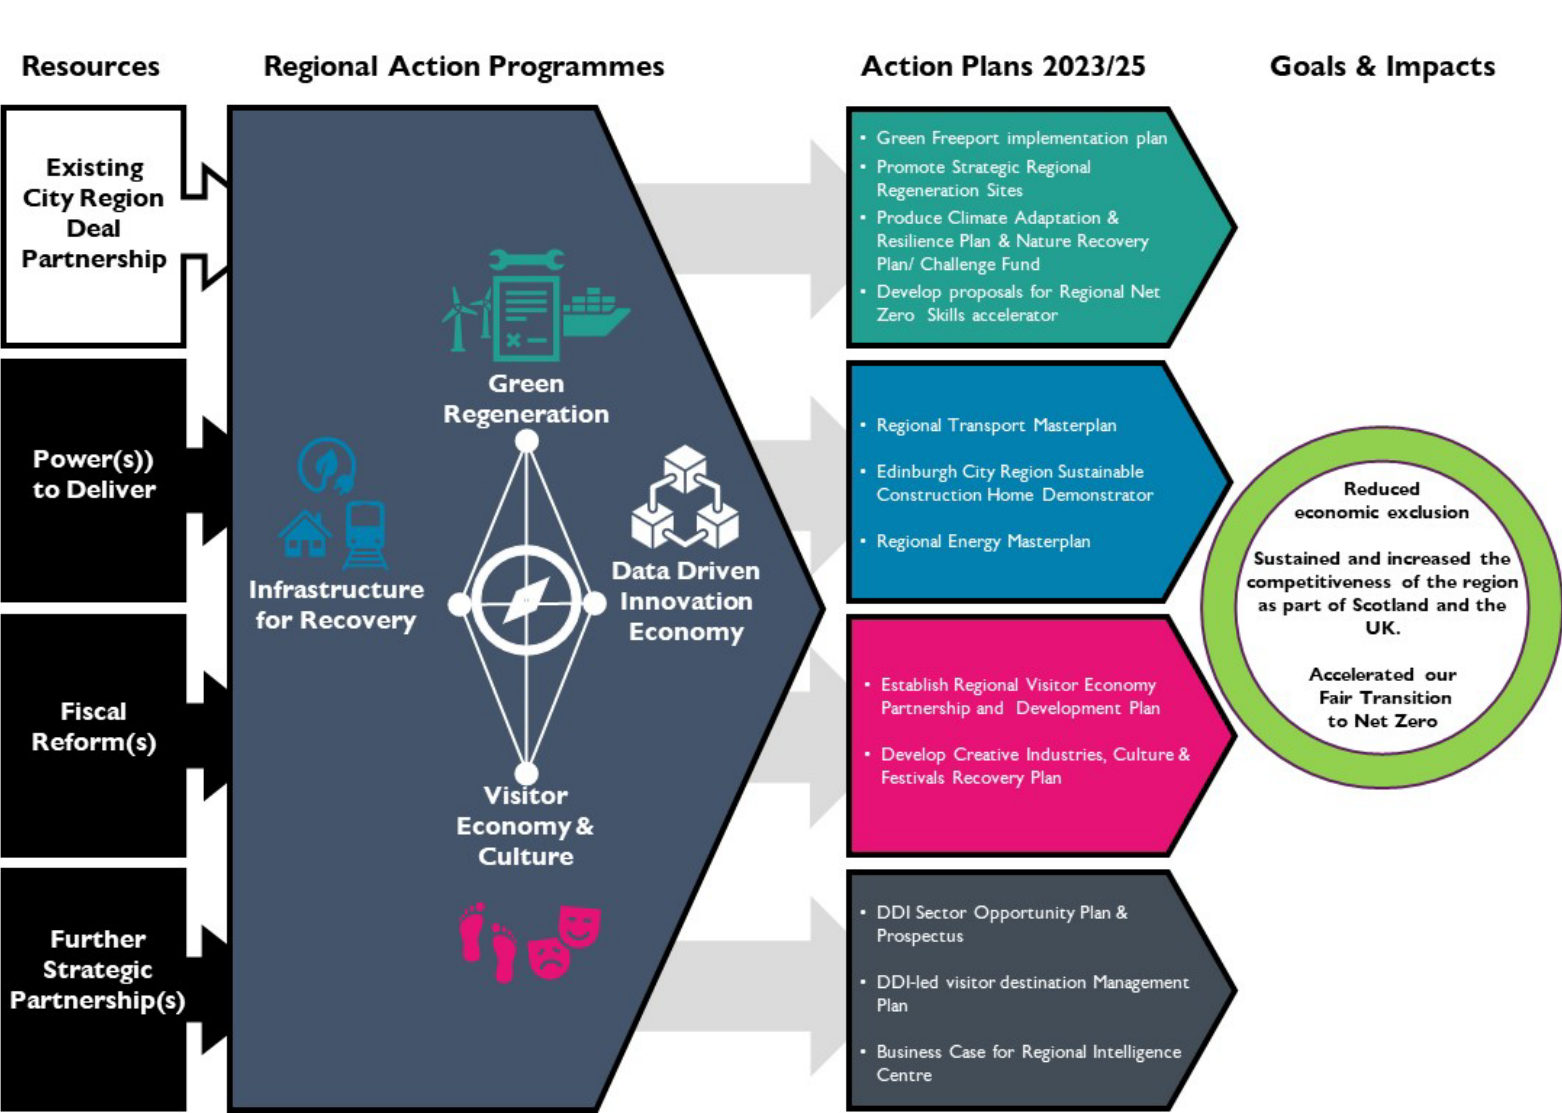 Resources
Regional Action Programmes
Action Plans 2023/25
Goals & Impacts
Existing
City Region
Deal
Partnership
Power(s))
to Deliver
Fiscal
Reform(s)
Further
Strategic
Partnership(s)
Green
Regeneration
Infrastructure
for Recovery
Data Driven
Innovation
Economy
Visitor
Economy &
Culture
• Green Freeport implementation plan
• Promote Strategic Regional
Regeneration Sites
• Produce Climate Adaptation &
Resilience Plan & Nature Recovery
Plan/ Challenge Fund
• Develop proposals for Regional Net
Zero Skills accelerator
• Regional Transport Masterplan
• Edinburgh City Region Sustainable
Construction Home Demonstrator
• Regional Energy Masterplan
• Establish Regional Visitor Economy
Partnership and Development Plan
• Develop Creative Industries, Culture &
Festivals Recovery Plan
• DDI Sector Opportunity Plan &
Prospectus
• DDI-led visitor destination Management
Plan
• Business Case for Regional Intelligence
Centre
Reduced
economic exclusion
Sustained and increased the
competitiveness of the region
as part of Scotland and the
UK.
Accelerated our
Fair Transition
to Net Zero